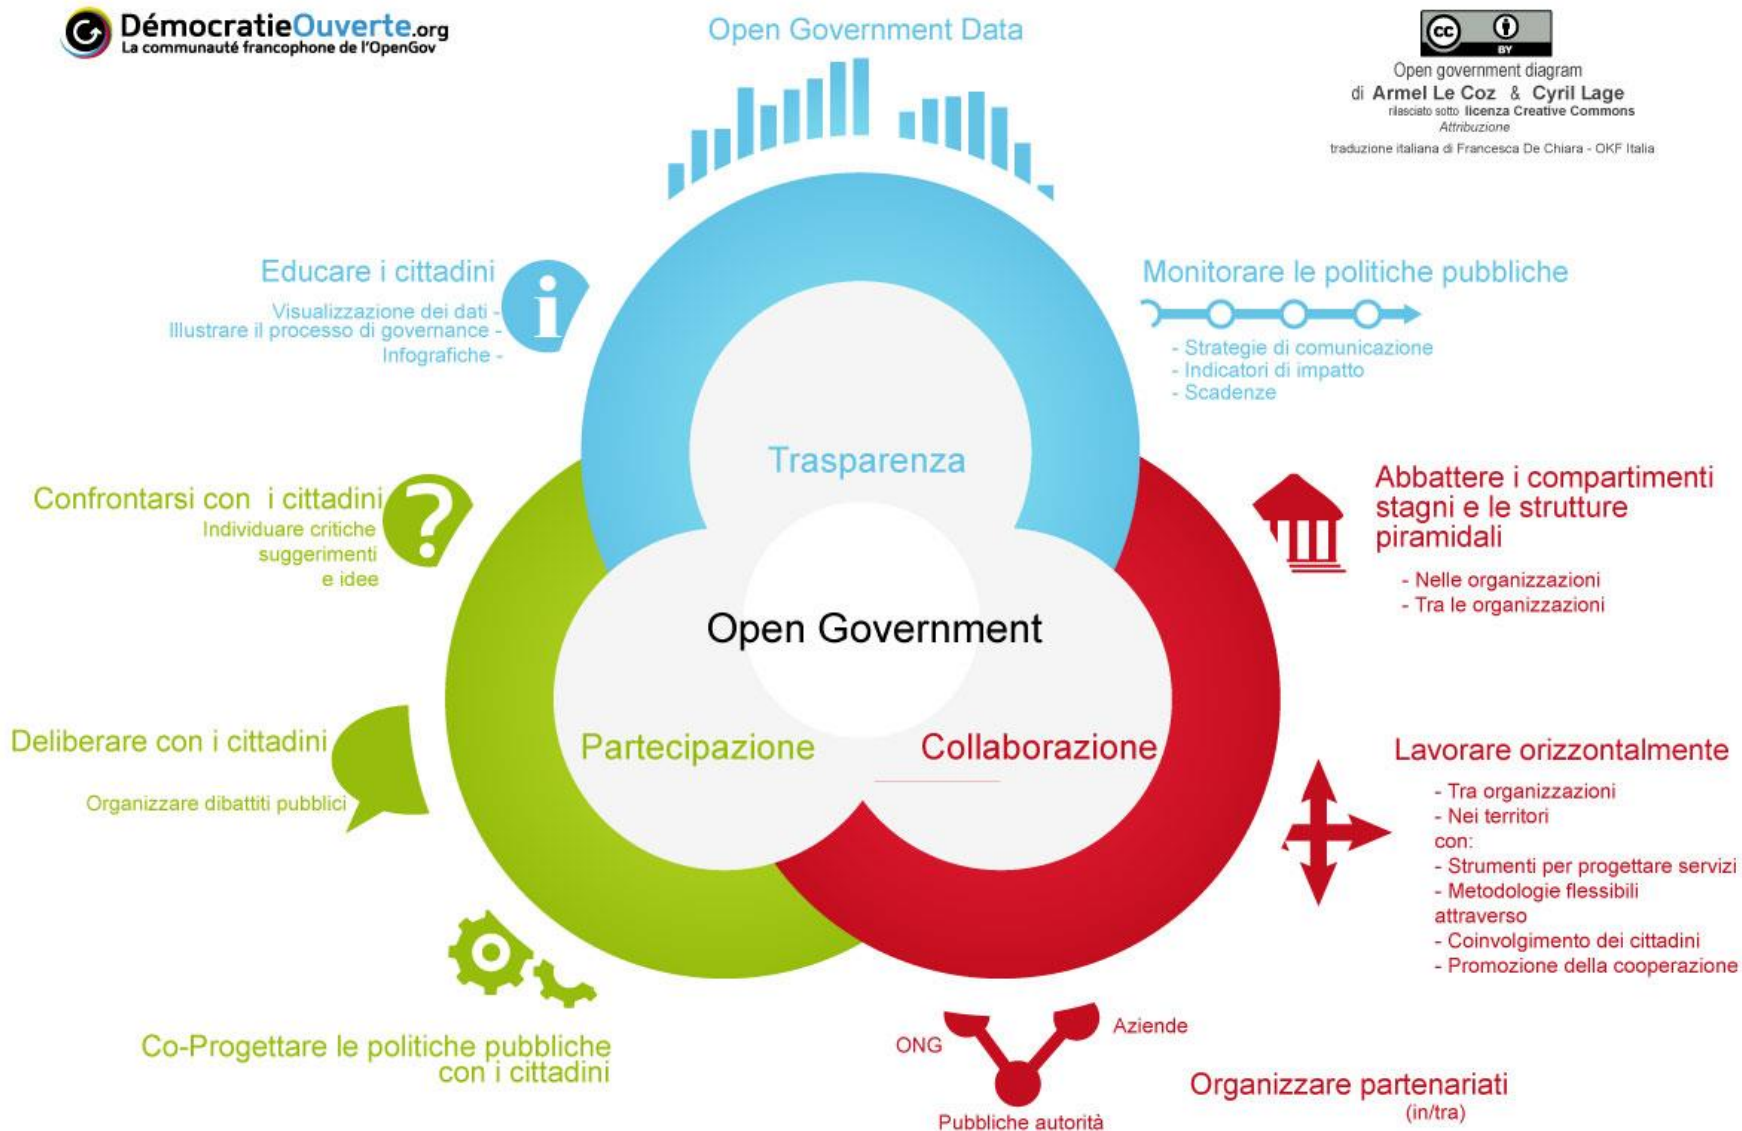 DémocratieOuverte.org
La communauté francophone de l'OpenGov
Open Government Data
cc
BY
Open government diagram
di Armel Le Coz & Cyril Lage
rilasciato sotto licenza Creative Commons
Attribuzione
traduzione italiana di Francesca De Chiara - OKF Italia
Educare i cittadini
Visualizzazione dei dati -
Illustrare il processo di governance -
Infografiche -
i
Monitorare le politiche pubbliche
- Strategie di comunicazione
- Indicatori di impatto
- Scadenze
Trasparenza
Confrontarsi con i cittadini
Individuare critiche
suggerimenti
e idee
?
Abbattere i compartimenti
stagni e le strutture
piramidali
- Nelle organizzazioni
- Tra le organizzazioni
Open Government
Partecipazione
Collaborazione
Deliberare con i cittadini
Organizzare dibattiti pubblici
Lavorare orizzontalmente
- Tra organizzazioni
- Nei territori
con:
- Strumenti per progettare servizi
- Metodologie flessibili
attraverso
- Coinvolgimento dei cittadini
- Promozione della cooperazione
Co-Progettare le politiche pubbliche
con i cittadini
ONG
Aziende
Pubbliche autorità
Organizzare partenariati
(in/tra)